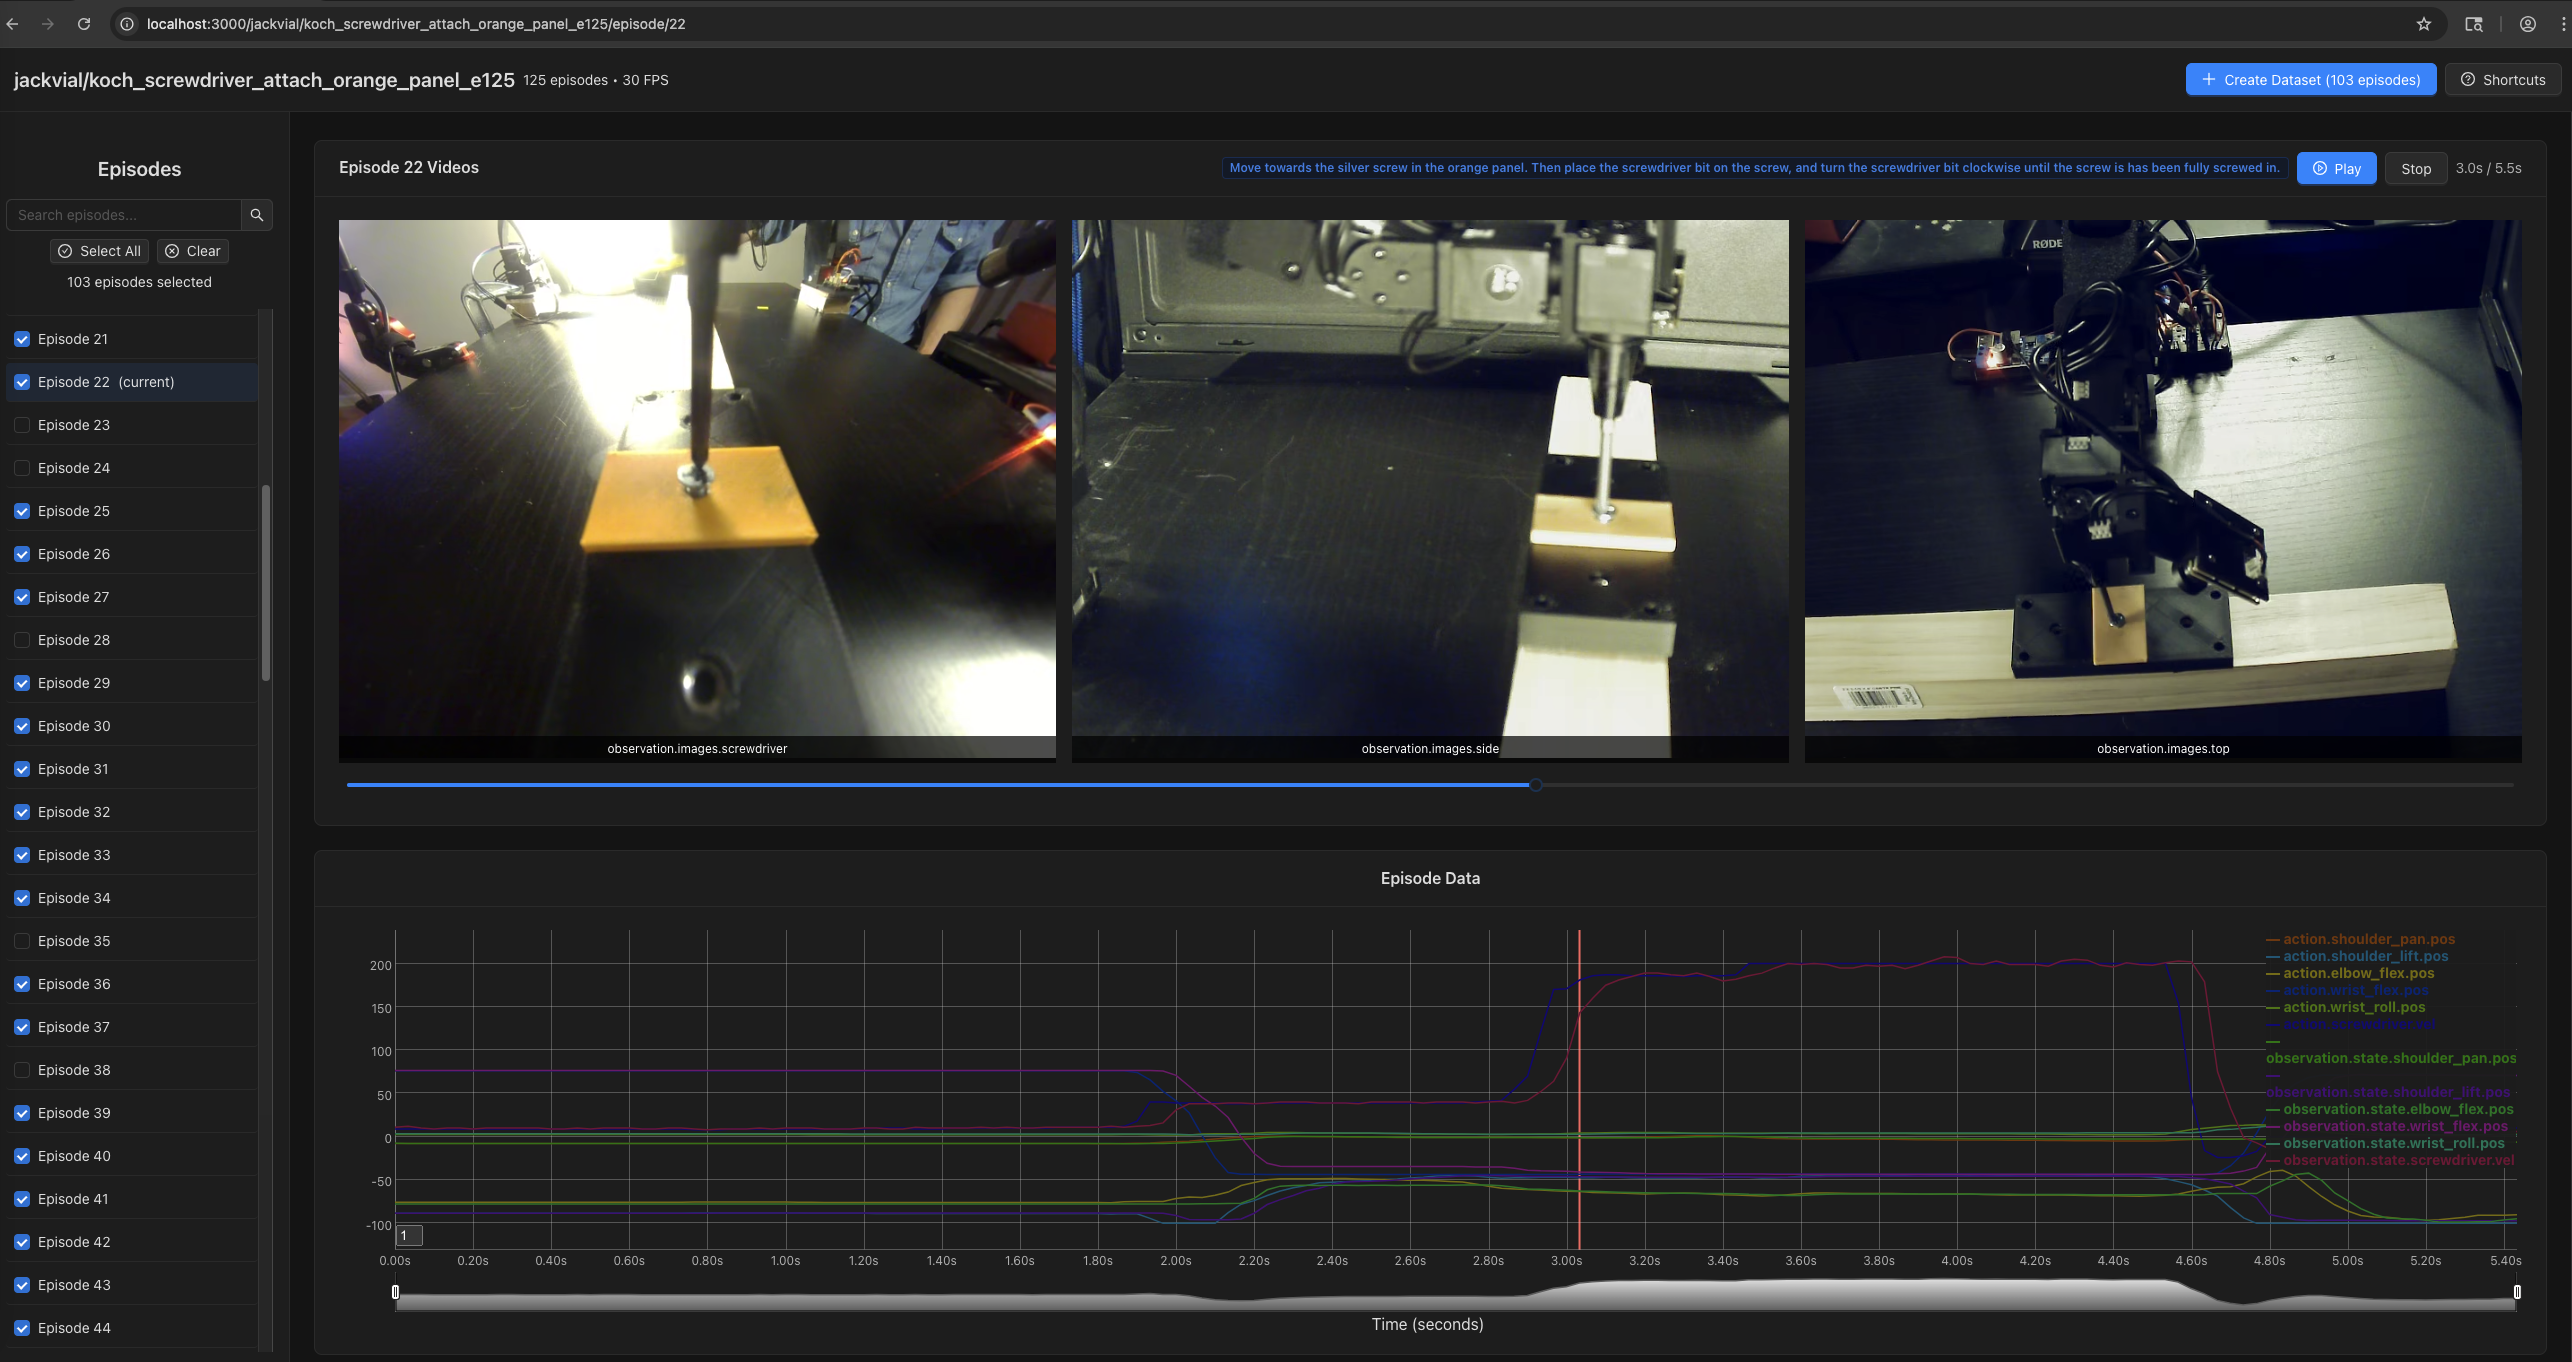 localhost:3000/jackvial/koch_screwdriver_attach_orange_panel_e125/episode/22
jackvial/koch_screwdriver_attach_orange_panel_e125 125 episodes • 30 FPS
Create Dataset (103 episodes)
Shortcuts
Episodes
Search episodes...
Select All
Clear
103 episodes selected
Episode 21
Episode 22 (current)
Episode 23
Episode 24
Episode 25
Episode 26
Episode 27
Episode 28
Episode 29
Episode 30
Episode 31
Episode 32
Episode 33
Episode 34
Episode 35
Episode 36
Episode 37
Episode 38
Episode 39
Episode 40
Episode 41
Episode 42
Episode 43
Episode 44
Episode 22 Videos
Move towards the silver screw in the orange panel. Then place the screwdriver bit on the screw, and turn the screwdriver bit clockwise until the screw is has been fully screwed in.
Play
Stop
3.0s / 5.5s
RØDE
observation.images.screwdriver
observation.images.side
observation.images.top
Episode Data
200
150
100
50
0
-50
-100
1
0.00s 0.20s 0.40s 0.60s 0.80s 1.00s 1.20s 1.40s 1.60s 1.80s 2.00s 2.20s 2.40s 2.60s 2.80s 3.00s 3.20s 3.40s 3.60s 3.80s 4.00s 4.20s 4.40s 4.60s 4.80s 5.00s 5.20s 5.40s
action.shoulder_pan.pos
action.shoulder_lift.pos
action.elbow_flex.pos
action.wrist_flex.pos
action.wrist_roll.pos
action.screwdriver.vel
observation.state.shoulder_pan.pos
observation.state.shoulder_lift.pos
observation.state.elbow_flex.pos
observation.state.wrist_flex.pos
observation.state.wrist_roll.pos
observation.state.screwdriver.vel
Time (seconds)